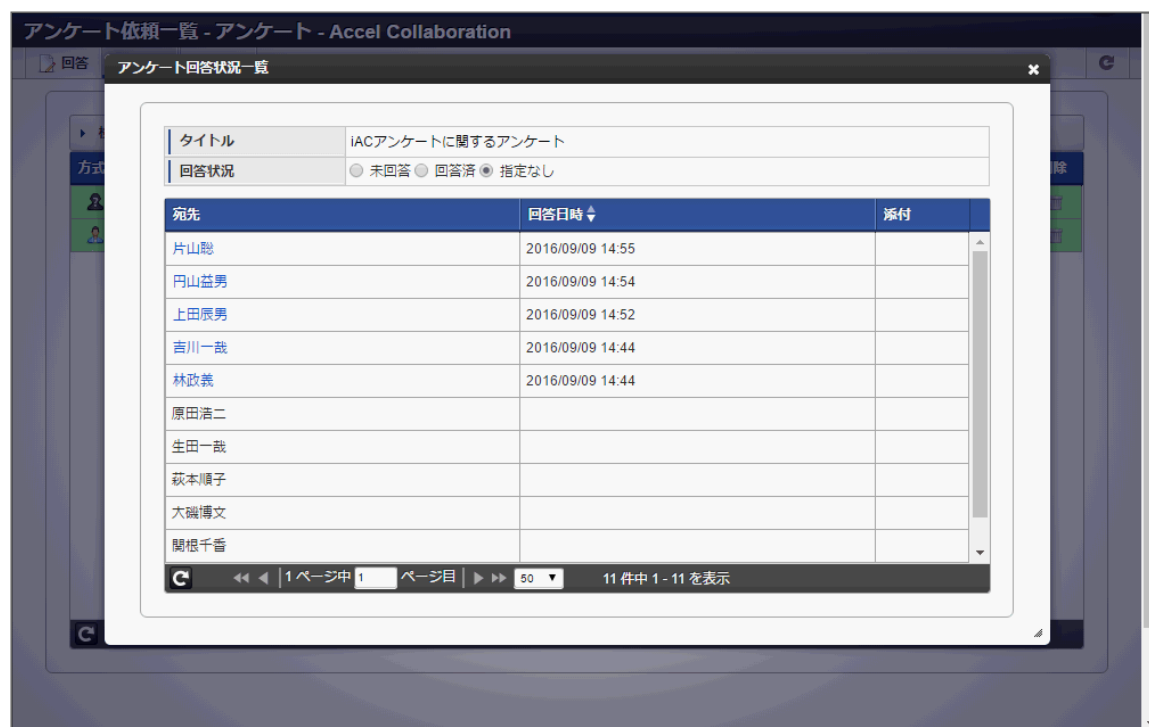 アンケート依頼一覧 - アンケート - Accel Collaboration
回答
アンケート回答状況一覧
タイトル iACアンケートに関するアンケート
回答状況 未回答 回答済 指定なし
方式
除
宛先 回答日時 添付
片山聡 2016/09/09 14:55
円山益男 2016/09/09 14:54
上田辰男 2016/09/09 14:52
吉川一哉 2016/09/09 14:44
林政義 2016/09/09 14:44
原田浩二
生田一哉
萩本順子
大磯博文
関根千香
1 ページ中 1 ページ目 50 11 件中 1 - 11 を表示